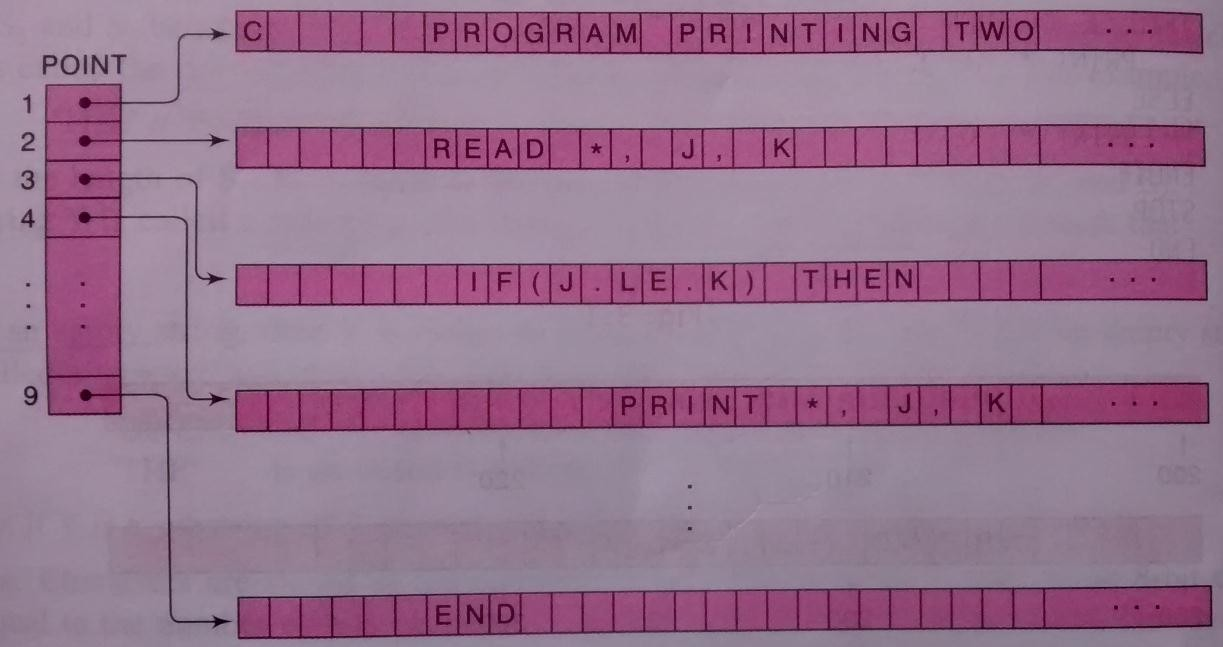 C PROGRAM PRINTING TWO ...
POINT
1
2 READ *, J, K ...
3
4
IF(J.LE.K) THEN ...
9 PRINT *, J, K ...
END ...